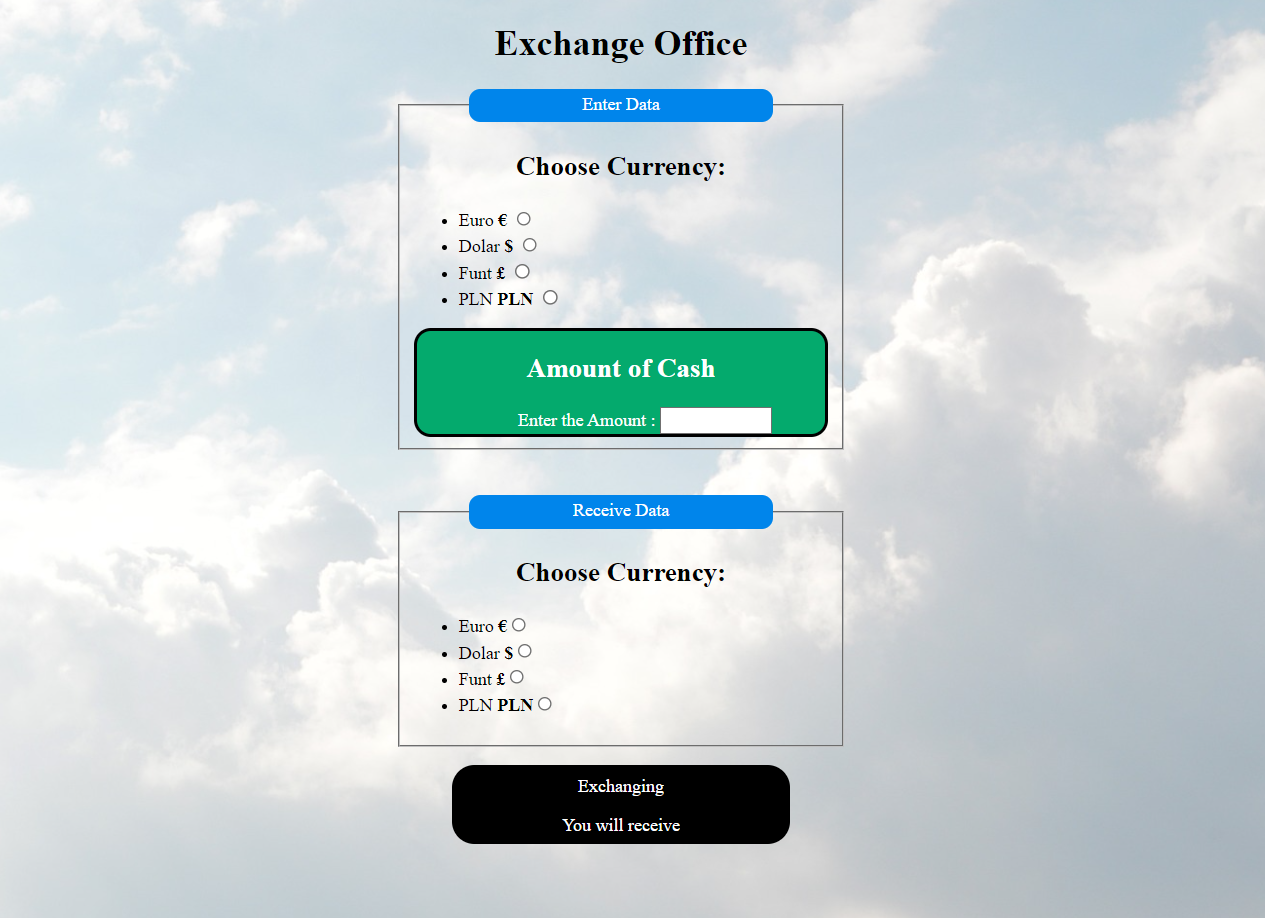 Exchange Office
Enter Data
Choose Currency:
Euro €
Dolar $
Funt £
PLN PLN
Amount of Cash
Enter the Amount :
Receive Data
Choose Currency:
Euro €
Dolar $
Funt £
PLN PLN
Exchanging
You will receive